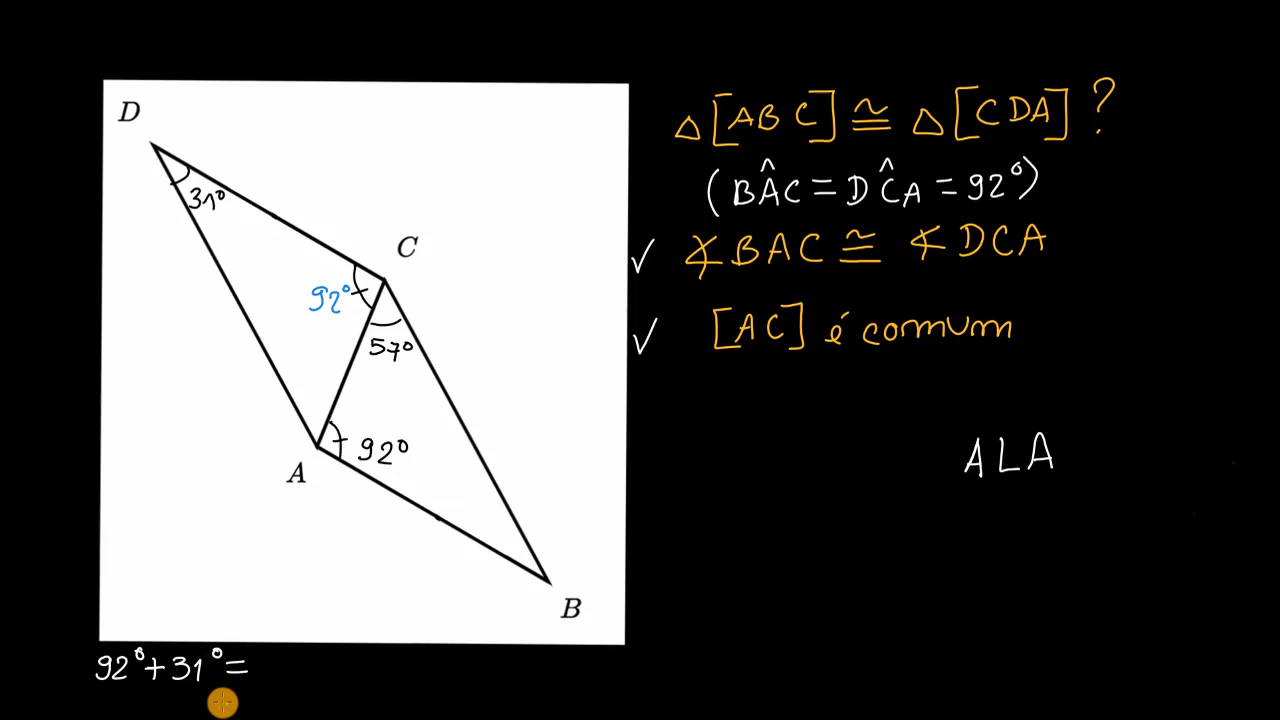 D
31°
C
92°
57°
92°
A
B
92° + 31° =
△[ABC] ≅ △[CDA] ?
(BÂC = DĈA = 92°)
✓ ∢BAC ≅ ∢DCA
✓ [AC] é comum
ALA